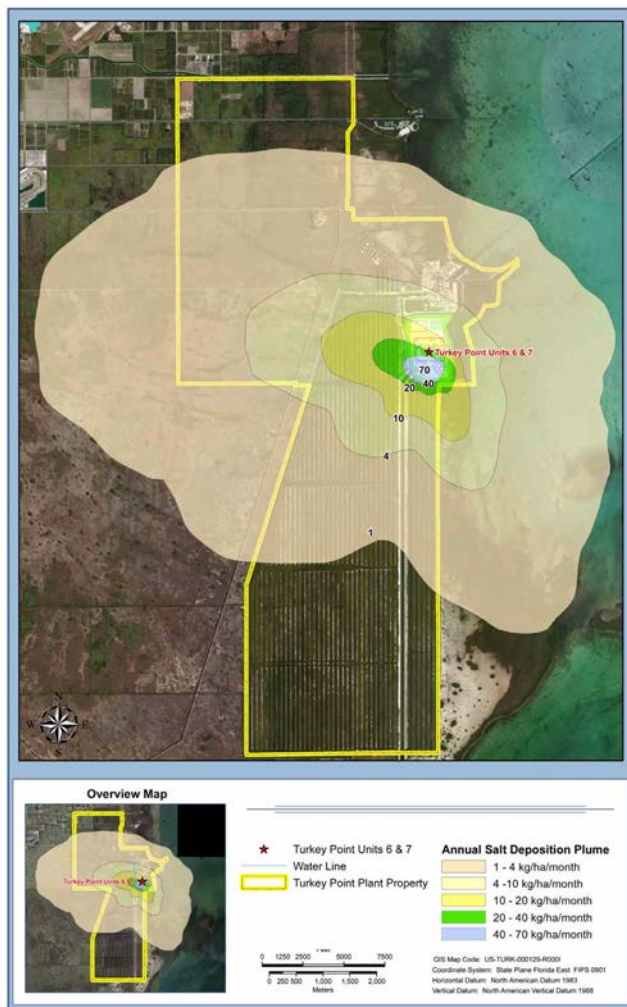 Turkey Point Units 6 & 7
70
20
40
10
4
1
N
W
E
S
Overview Map
Turkey Point Units 6
Turkey Point Units 6 & 7
Water Line
Turkey Point Plant Property
Annual Salt Deposition Plume
1 - 4 kg/ha/month
4 -10 kg/ha/month
10 - 20 kg/ha/month
20 - 40 kg/ha/month
40 - 70 kg/ha/month
0 1250 2500 5000 7500
0 250 500 1,000 1,500 2,000
Meters
GIS Map Code: US-TURK-000129-R000I
Coordinate System: State Plane Florida East FIPS 0801
Horizontal Datum: North American Datum 1983
Vertical Datum: North American Vertical Datum 1988